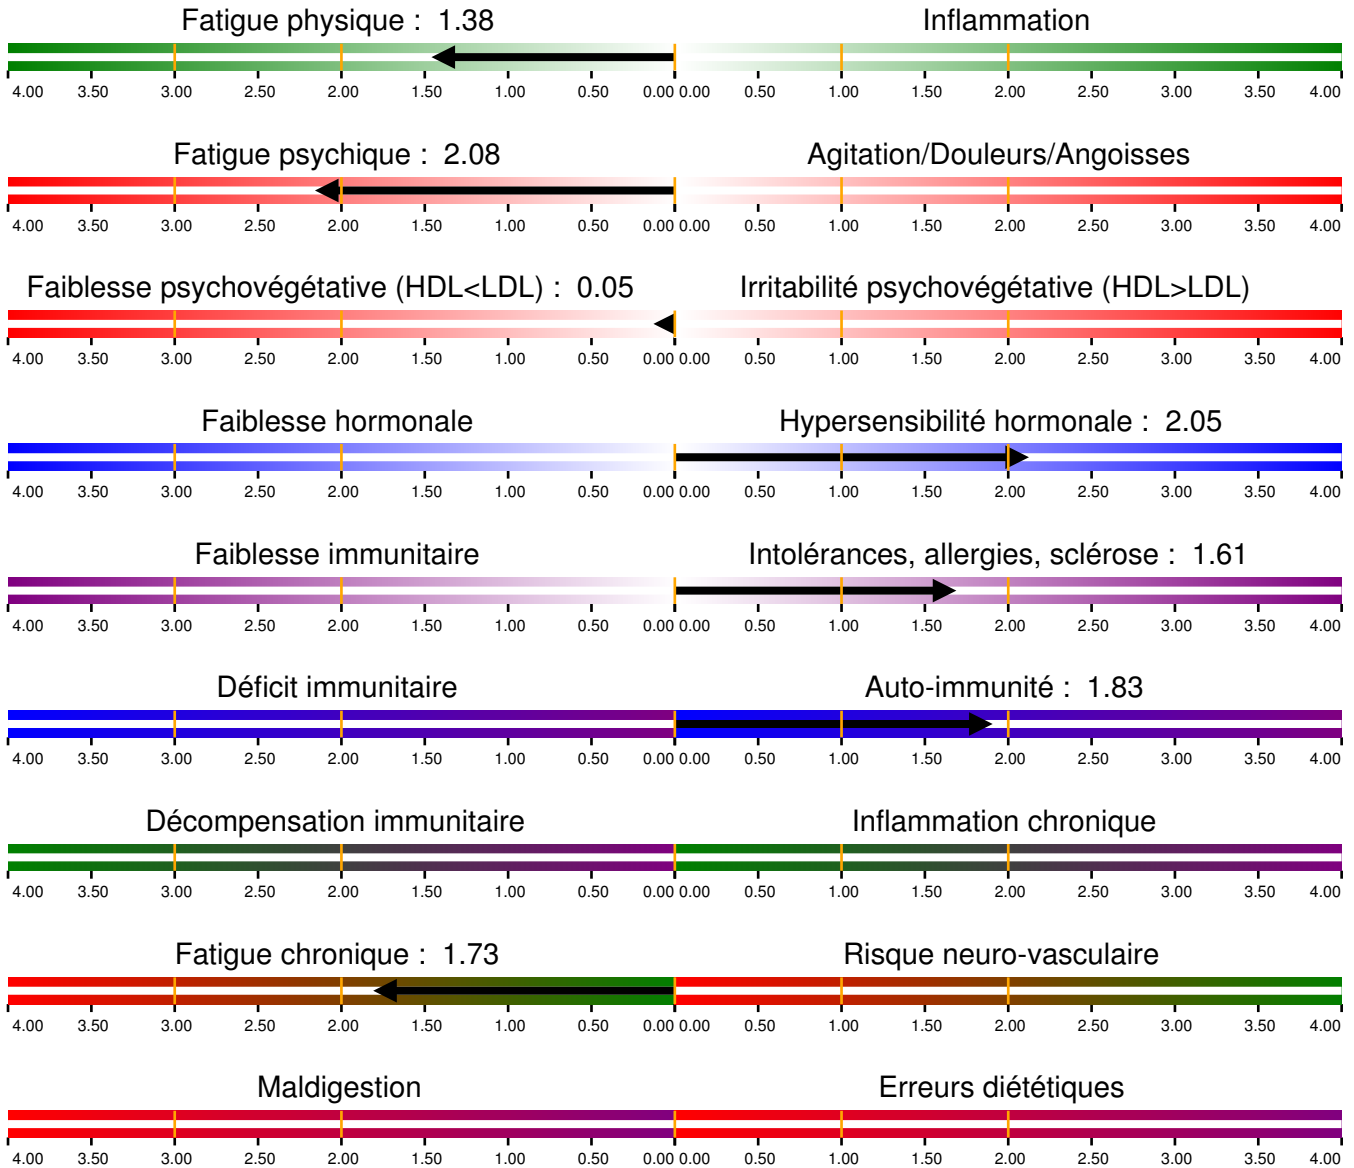 Fatigue physique : 1.38 Inflammation
4.00 3.50 3.00 2.50 2.00 1.50 1.00 0.50 0.00 0.00 0.50 1.00 1.50 2.00 2.50 3.00 3.50 4.00
Fatigue psychique : 2.08 Agitation/Douleurs/Angoisses
4.00 3.50 3.00 2.50 2.00 1.50 1.00 0.50 0.00 0.00 0.50 1.00 1.50 2.00 2.50 3.00 3.50 4.00
Faiblesse psychovégétative (HDL<LDL) : 0.05 Irritabilité psychovégétative (HDL>LDL)
4.00 3.50 3.00 2.50 2.00 1.50 1.00 0.50 0.00 0.00 0.50 1.00 1.50 2.00 2.50 3.00 3.50 4.00
Faiblesse hormonale Hypersensibilité hormonale : 2.05
4.00 3.50 3.00 2.50 2.00 1.50 1.00 0.50 0.00 0.00 0.50 1.00 1.50 2.00 2.50 3.00 3.50 4.00
Faiblesse immunitaire Intolérances, allergies, sclérose : 1.61
4.00 3.50 3.00 2.50 2.00 1.50 1.00 0.50 0.00 0.00 0.50 1.00 1.50 2.00 2.50 3.00 3.50 4.00
Déficit immunitaire Auto-immunité : 1.83
4.00 3.50 3.00 2.50 2.00 1.50 1.00 0.50 0.00 0.00 0.50 1.00 1.50 2.00 2.50 3.00 3.50 4.00
Décompensation immunitaire Inflammation chronique
4.00 3.50 3.00 2.50 2.00 1.50 1.00 0.50 0.00 0.00 0.50 1.00 1.50 2.00 2.50 3.00 3.50 4.00
Fatigue chronique : 1.73 Risque neuro-vasculaire
4.00 3.50 3.00 2.50 2.00 1.50 1.00 0.50 0.00 0.00 0.50 1.00 1.50 2.00 2.50 3.00 3.50 4.00
Maldigestion Erreurs diététiques
4.00 3.50 3.00 2.50 2.00 1.50 1.00 0.50 0.00 0.00 0.50 1.00 1.50 2.00 2.50 3.00 3.50 4.00